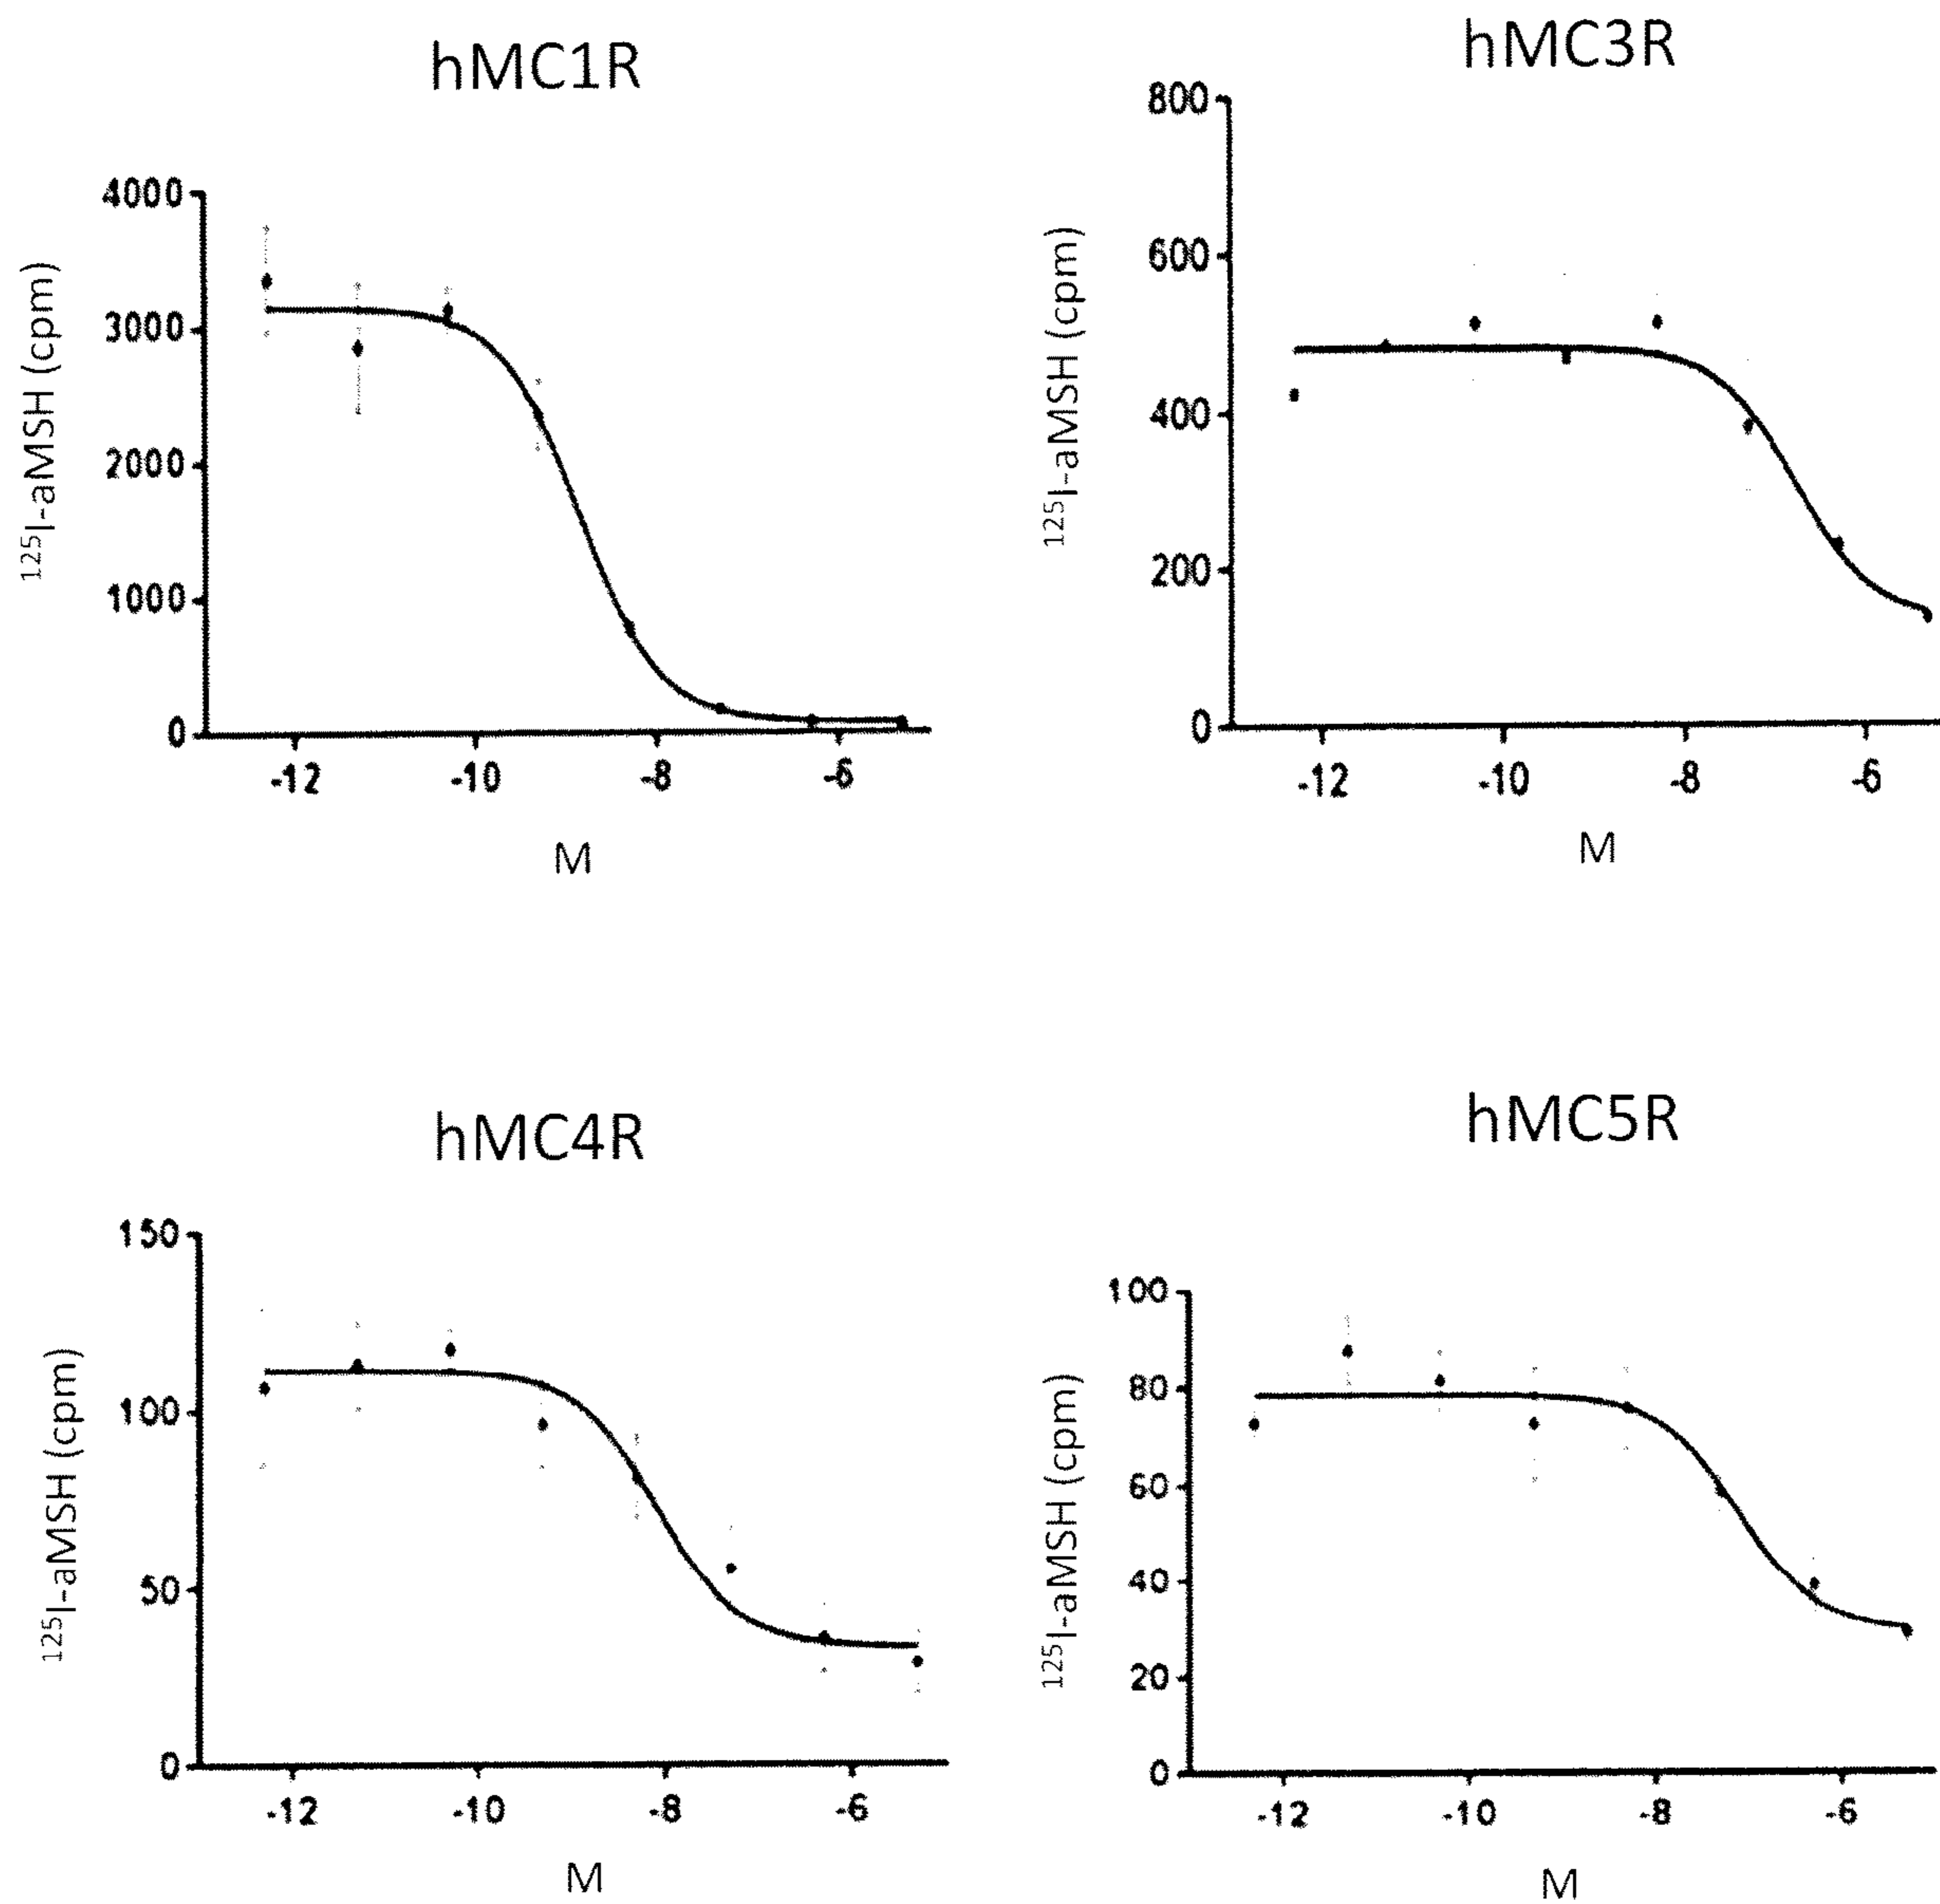 hMC1R
4000
3000
2000
1000
0
-12 -10 -8 -6
¹²⁵I-aMSH (cpm)
M
hMC3R
800
600
400
200
0
-12 -10 -8 -6
¹²⁵I-aMSH (cpm)
M
hMC4R
150
100
50
0
-12 -10 -8 -6
¹²⁵I-aMSH (cpm)
M
hMC5R
100
80
60
40
20
0
-12 -10 -8 -6
¹²⁵I-aMSH (cpm)
M